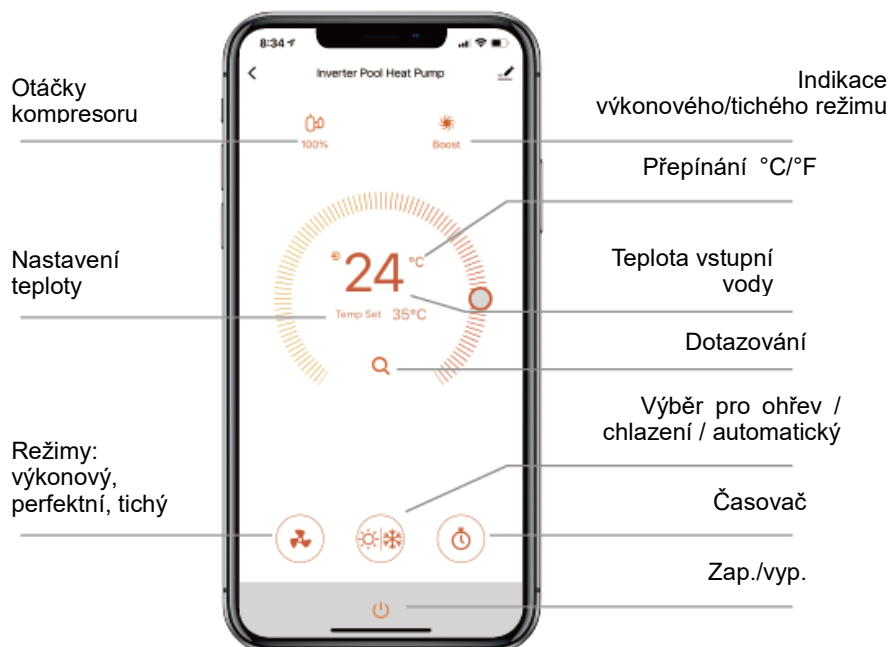 8:34
Inverter Pool Heat Pump
Otáčky
kompresoru
Indikace
výkonového/tichého režimu
100%
Boost
Přepínání °C/°F
Nastavení
teploty
24 °C
Teplota vstupní
vody
Temp Set 35°C
Dotazování
Výběr pro ohřev /
chlazení / automatický
Režimy:
výkonový,
perfektní, tichý
Časovač
Zap./vyp.